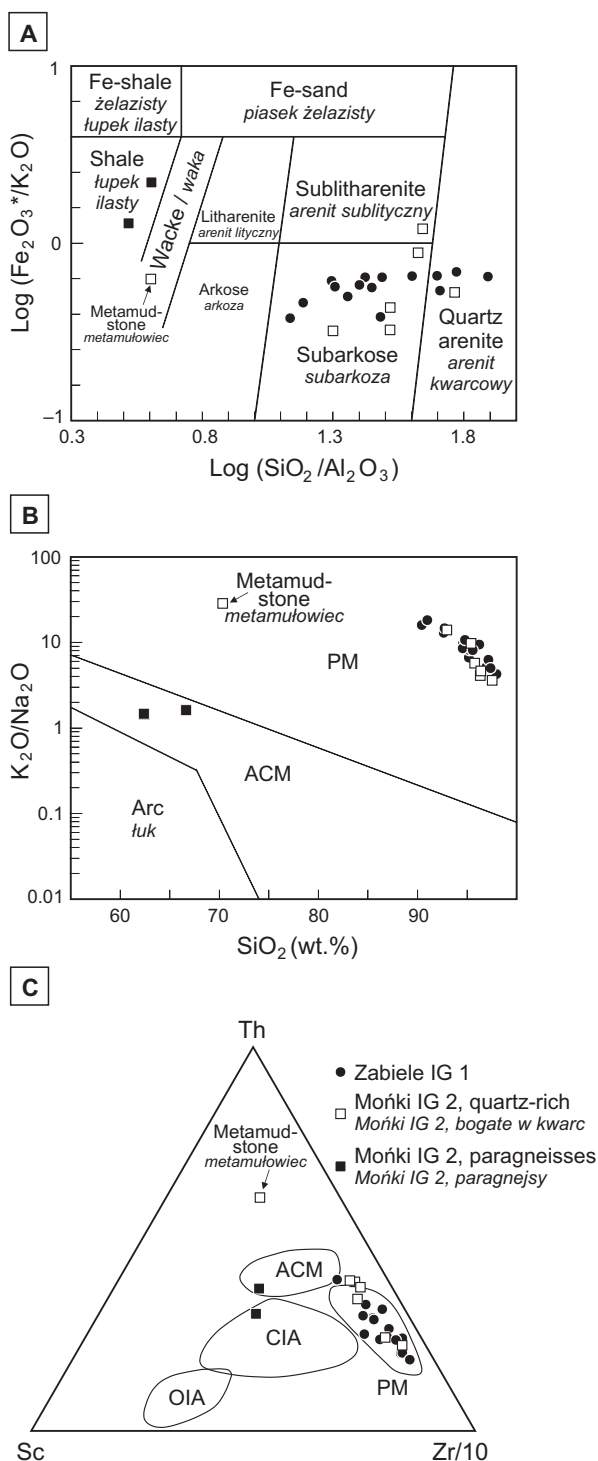 A
1
Fe-shale
żelazisty
łupek ilasty
Fe-sand
piasek żelazisty
Shale
łupek
ilasty
Wacke / waka
Litharenite
arenit lityczny
Sublitharenite
arenit sublityczny
0
Metamud-
stone
metamułowiec
Arkose
arkoza
Subarkose
subarkoza
Quartz
arenite
arenit
kwarcowy
–1
Log (Fe2O3*/K2O)
0.3 0.8 1.3 1.8
Log (SiO2/Al2O3)
B
100
10
1
0.1
0.01
K2O/Na2O
Metamud-
stone
metamułowiec
PM
ACM
Arc
łuk
60 70 80 90
SiO2 (wt.%)
C
Th
Zabiele IG 1
Mońki IG 2, quartz-rich
Mońki IG 2, bogate w kwarc
Mońki IG 2, paragneisses
Mońki IG 2, paragnejsy
Metamud-
stone
metamułowiec
ACM
CIA
OIA
PM
Sc Zr/10